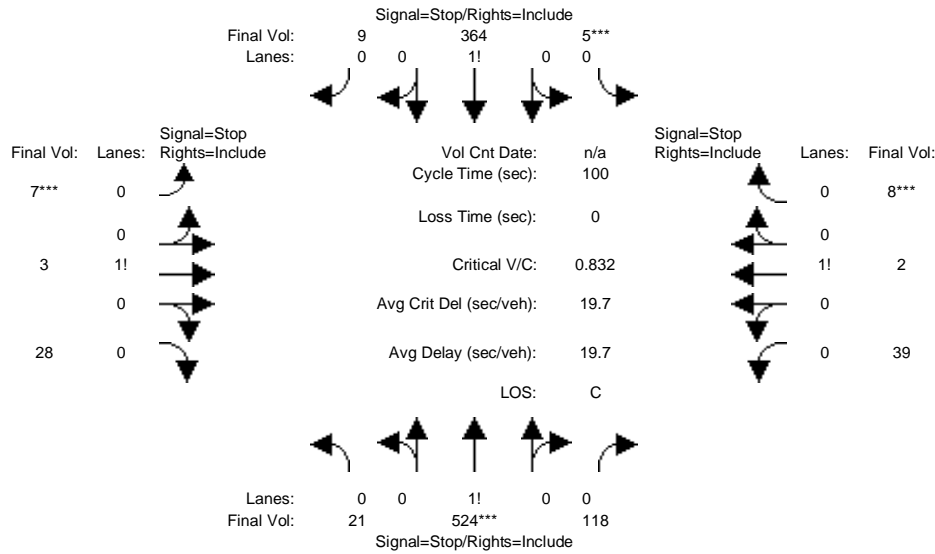 Signal=Stop/Rights=Include
Final Vol: 9 364 5***
Lanes: 0 0 1! 0 0
Signal=Stop
Final Vol: Lanes: Rights=Include
Vol Cnt Date: n/a
Signal=Stop
Rights=Include Lanes: Final Vol:
Cycle Time (sec): 100
7*** 0
0 8***
Loss Time (sec): 0
0
0
3 1!
Critical V/C: 0.832
1! 2
0
Avg Crit Del (sec/veh): 19.7
0
28 0
Avg Delay (sec/veh): 19.7
0 39
LOS: C
Lanes: 0 0 1! 0 0
Final Vol: 21 524*** 118
Signal=Stop/Rights=Include